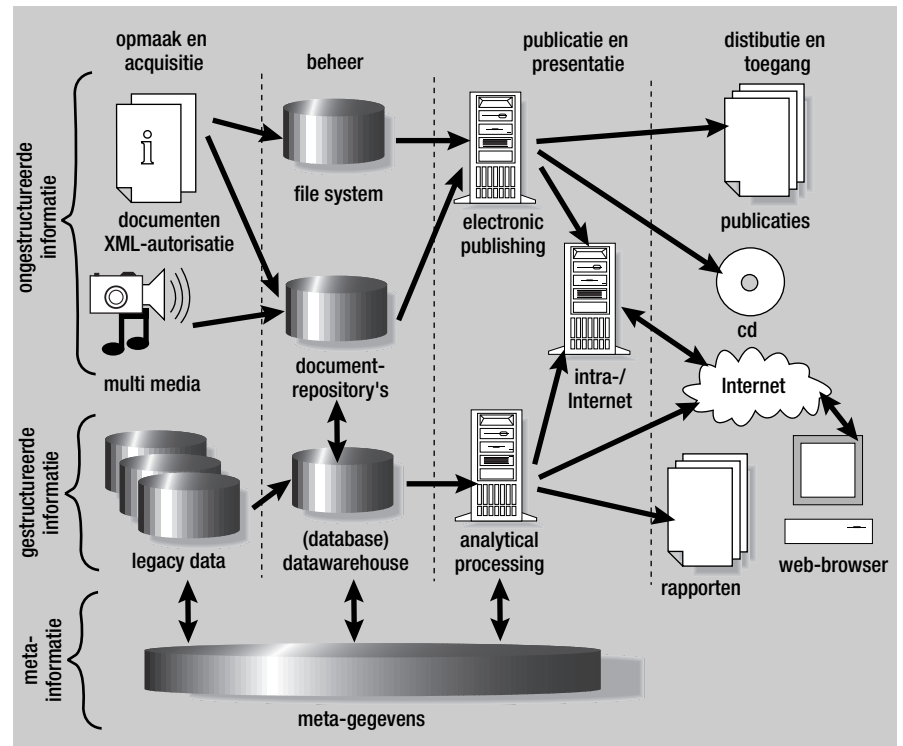 opmaak en
acquisitie
beheer
publicatie en
presentatie
distibutie en
toegang
ongestructureerde
informatie
i
documenten
XML-autorisatie
file system
electronic
publishing
publicaties
multi media
document-
repository's
intra-/
Internet
cd
Internet
gestructureerde
informatie
legacy data
(database)
datawarehouse
analytical
processing
rapporten
web-browser
meta-
informatie
meta-gegevens